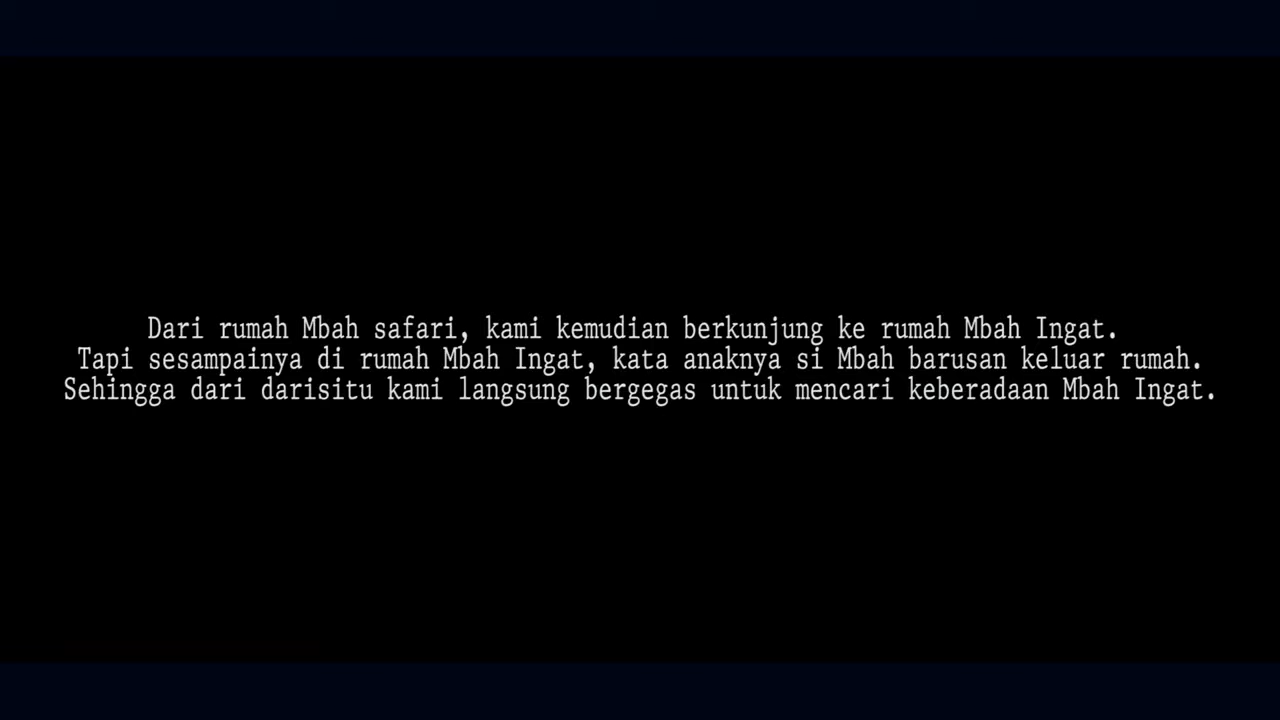 Dari rumah Mbah safari, kami kemudian berkunjung ke rumah Mbah Ingat.
Tapi sesampainya di rumah Mbah Ingat, kata anaknya si Mbah barusan keluar rumah.
Sehingga dari darisitu kami langsung bergegas untuk mencari keberadaan Mbah Ingat.